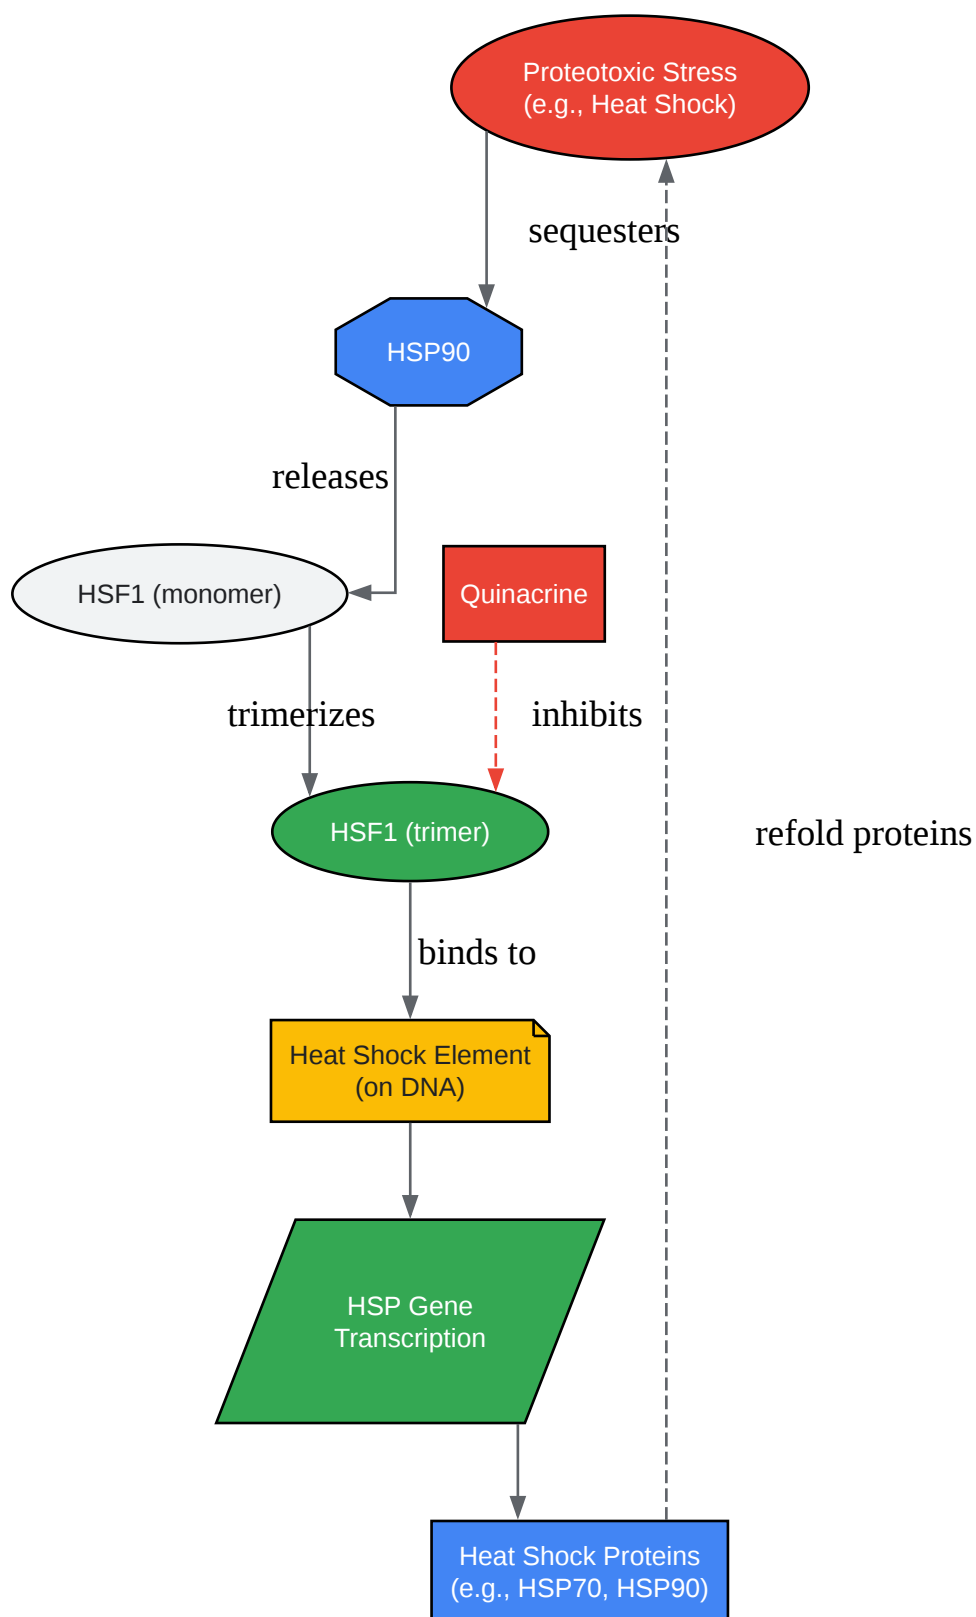 Proteotoxic Stress
(e.g., Heat Shock)
sequesters
HSP90
releases
HSF1 (monomer)
Quinacrine
trimerizes
inhibits
HSF1 (trimer)
refold proteins
binds to
Heat Shock Element
(on DNA)
HSP Gene
Transcription
Heat Shock Proteins
(e.g., HSP70, HSP90)